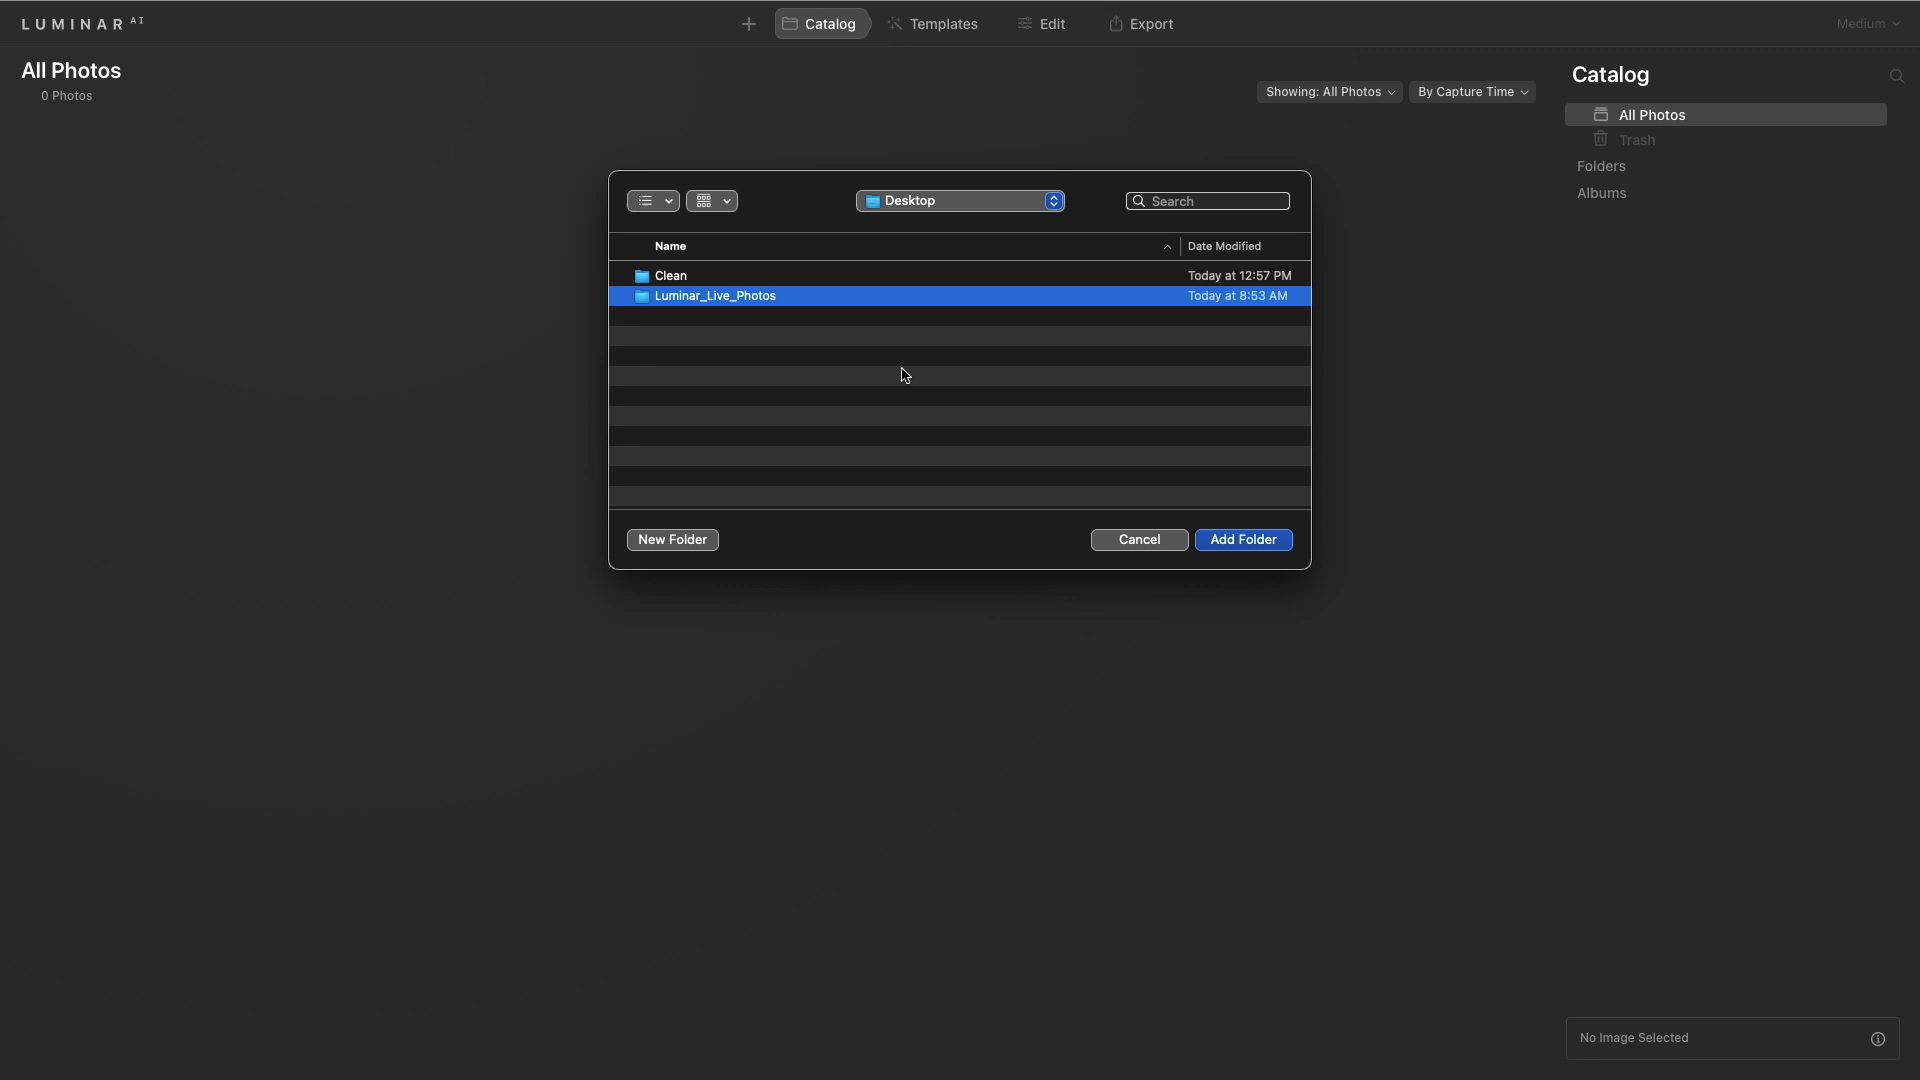 LUMINAR AI
Catalog
Templates
Edit
Export
Medium
All Photos
0 Photos
Showing: All Photos
By Capture Time
Catalog
All Photos
Trash
Folders
Albums
Desktop
Search
Name
Date Modified
Clean
Today at 12:57 PM
Luminar_Live_Photos
Today at 8:53 AM
New Folder
Cancel
Add Folder
No Image Selected